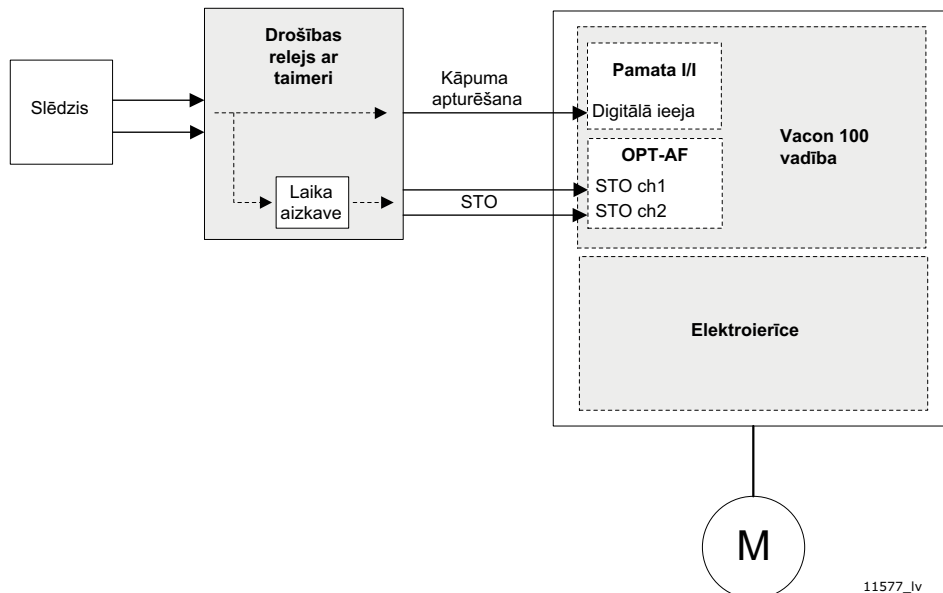 Slēdzis
Drošības
relejs ar
taimeri
Laika
aizkave
Kāpuma
apturēšana
STO
Pamata I/I
Digitālā ieeja
OPT-AF
STO ch1
STO ch2
Vacon 100
vadība
Elektroierīce
M
11577_lv